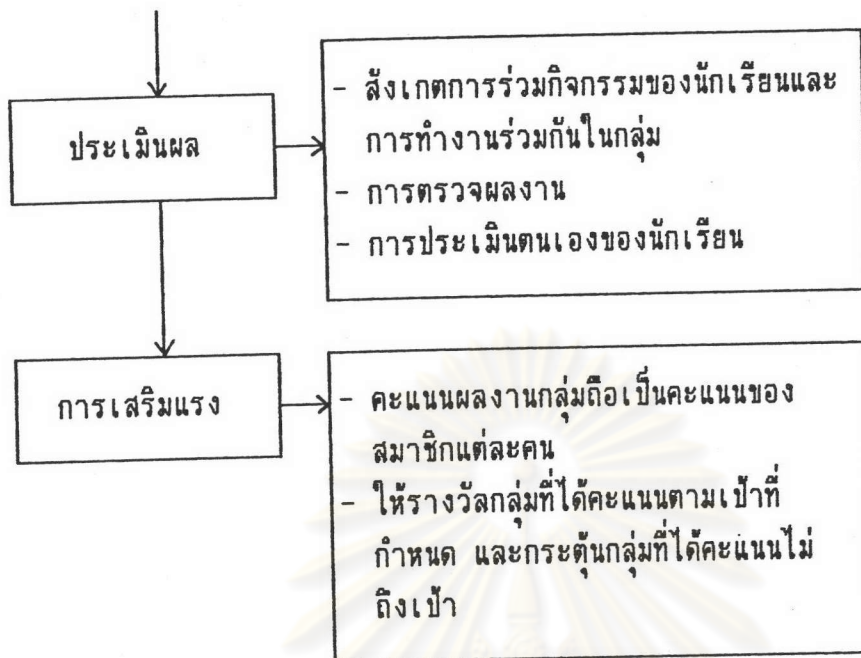 ประเมินผล
- สังเกตการร่วมกิจกรรมของนักเรียนและ
การทำงานร่วมกันในกลุ่ม
- การตรวจผลงาน
- การประเมินตนเองของนักเรียน
การเสริมแรง
- คะแนนผลงานกลุ่มถือเป็นคะแนนของ
สมาชิกแต่ละคน
- ให้รางวัลกลุ่มที่ได้คะแนนตามเป้าที่
กำหนด และกระตุ้นกลุ่มที่ได้คะแนนไม่
ถึงเป้า